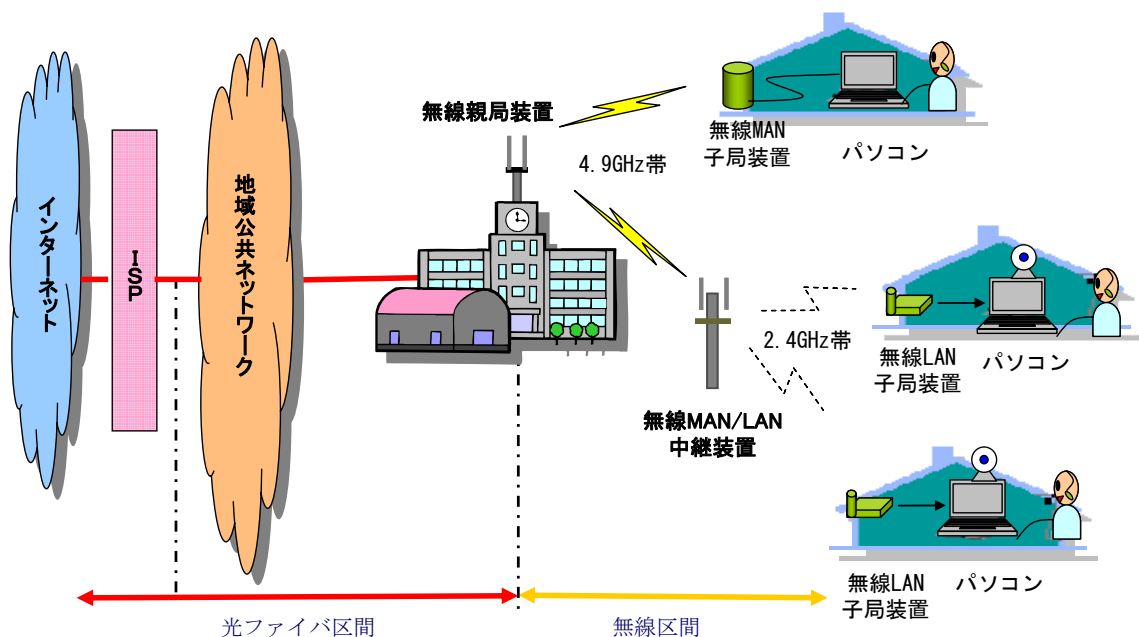 インターネット
ISP
地域公共ネットワーク
無線親局装置
4.9GHz帯
無線MAN
子局装置
パソコン
無線MAN/LAN
中継装置
2.4GHz帯
無線LAN
子局装置
パソコン
無線LAN
子局装置
パソコン
光ファイバ区間
無線区間